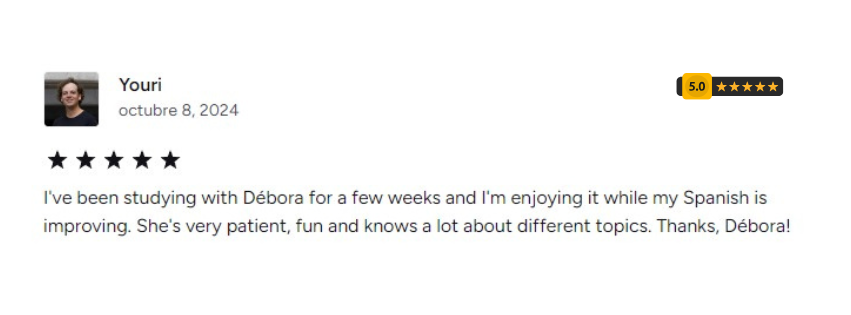 Youri
5.0
octubre 8, 2024
I've been studying with Débora for a few weeks and I'm enjoying it while my Spanish is
improving. She's very patient, fun and knows a lot about different topics. Thanks, Débora!